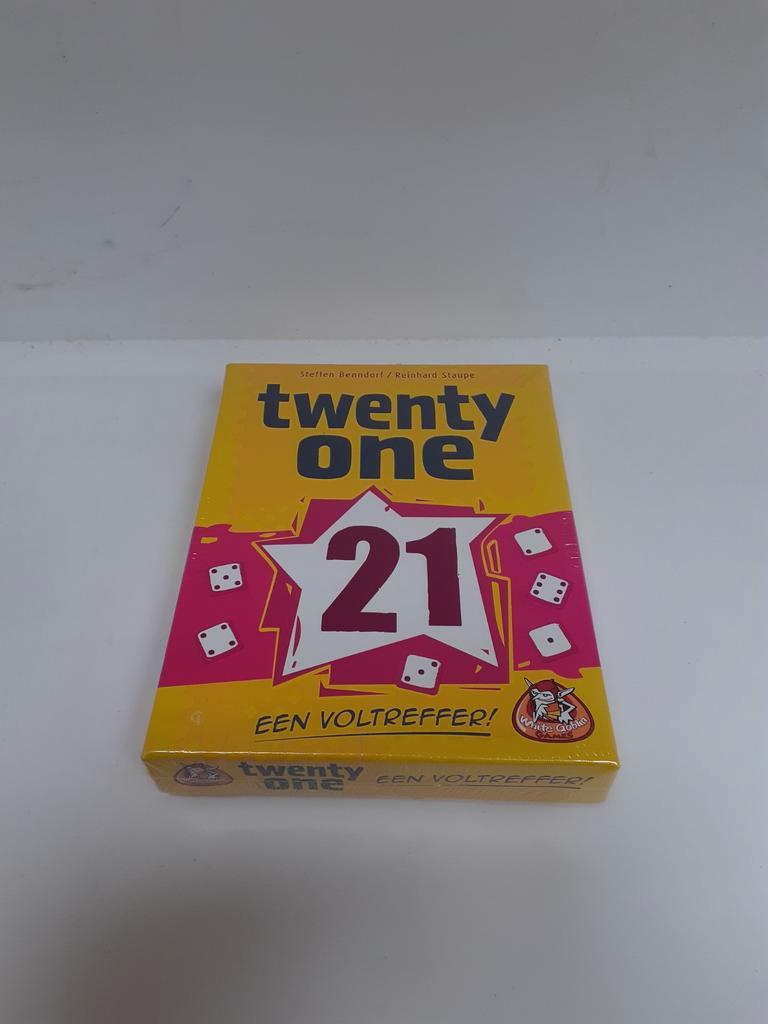 Steffen Benndorf / Reinhard Staupe
twenty
one
21
EEN VOLTREFFER!
White Goblin
GAMES
twenty
one
EEN VOLTREFFER!